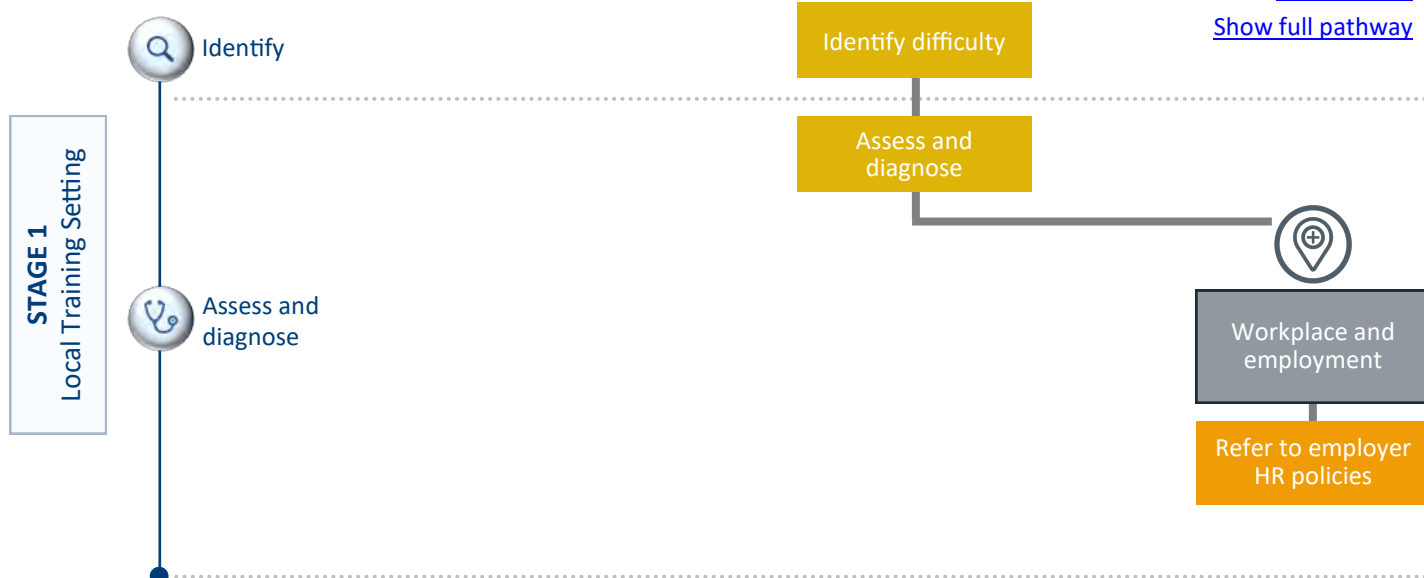 Show full pathway
Identify
Identify difficulty
STAGE 1
Local Training Setting
Assess and
diagnose
Assess and
diagnose
Workplace and
employment
Refer to employer
HR policies